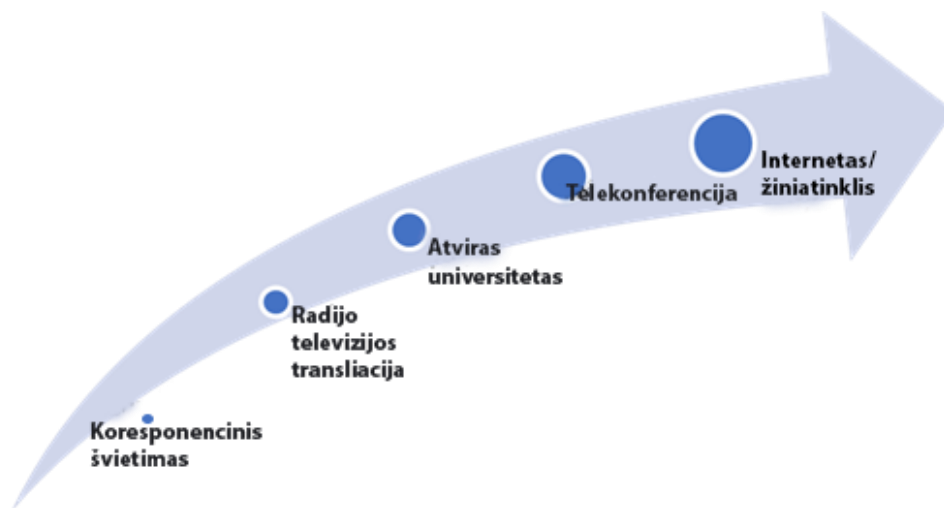 Koresponencinis
švietimas
Radijo
televizijos
transliacija
Atviras
universitetas
Telekonferencija
Internetas/
žiniatinklis